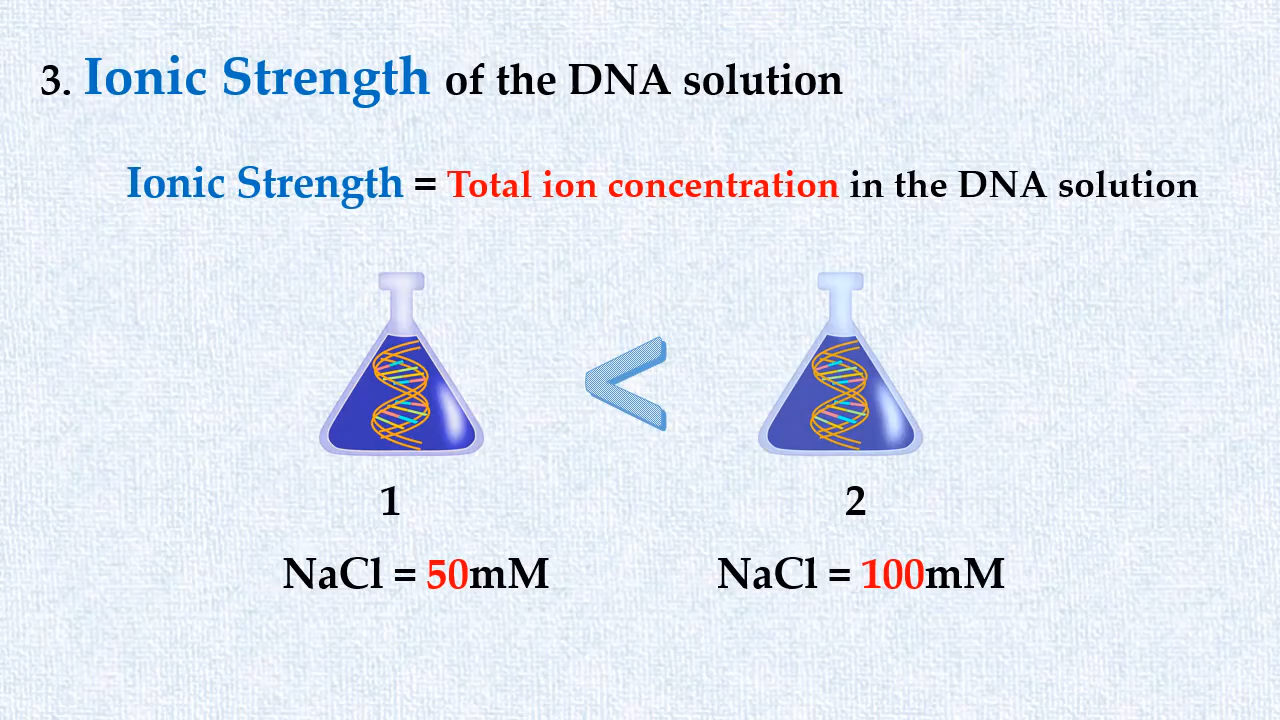 3. Ionic Strength of the DNA solution
Ionic Strength = Total ion concentration in the DNA solution
<
1 2
NaCl = 50mM NaCl = 100mM